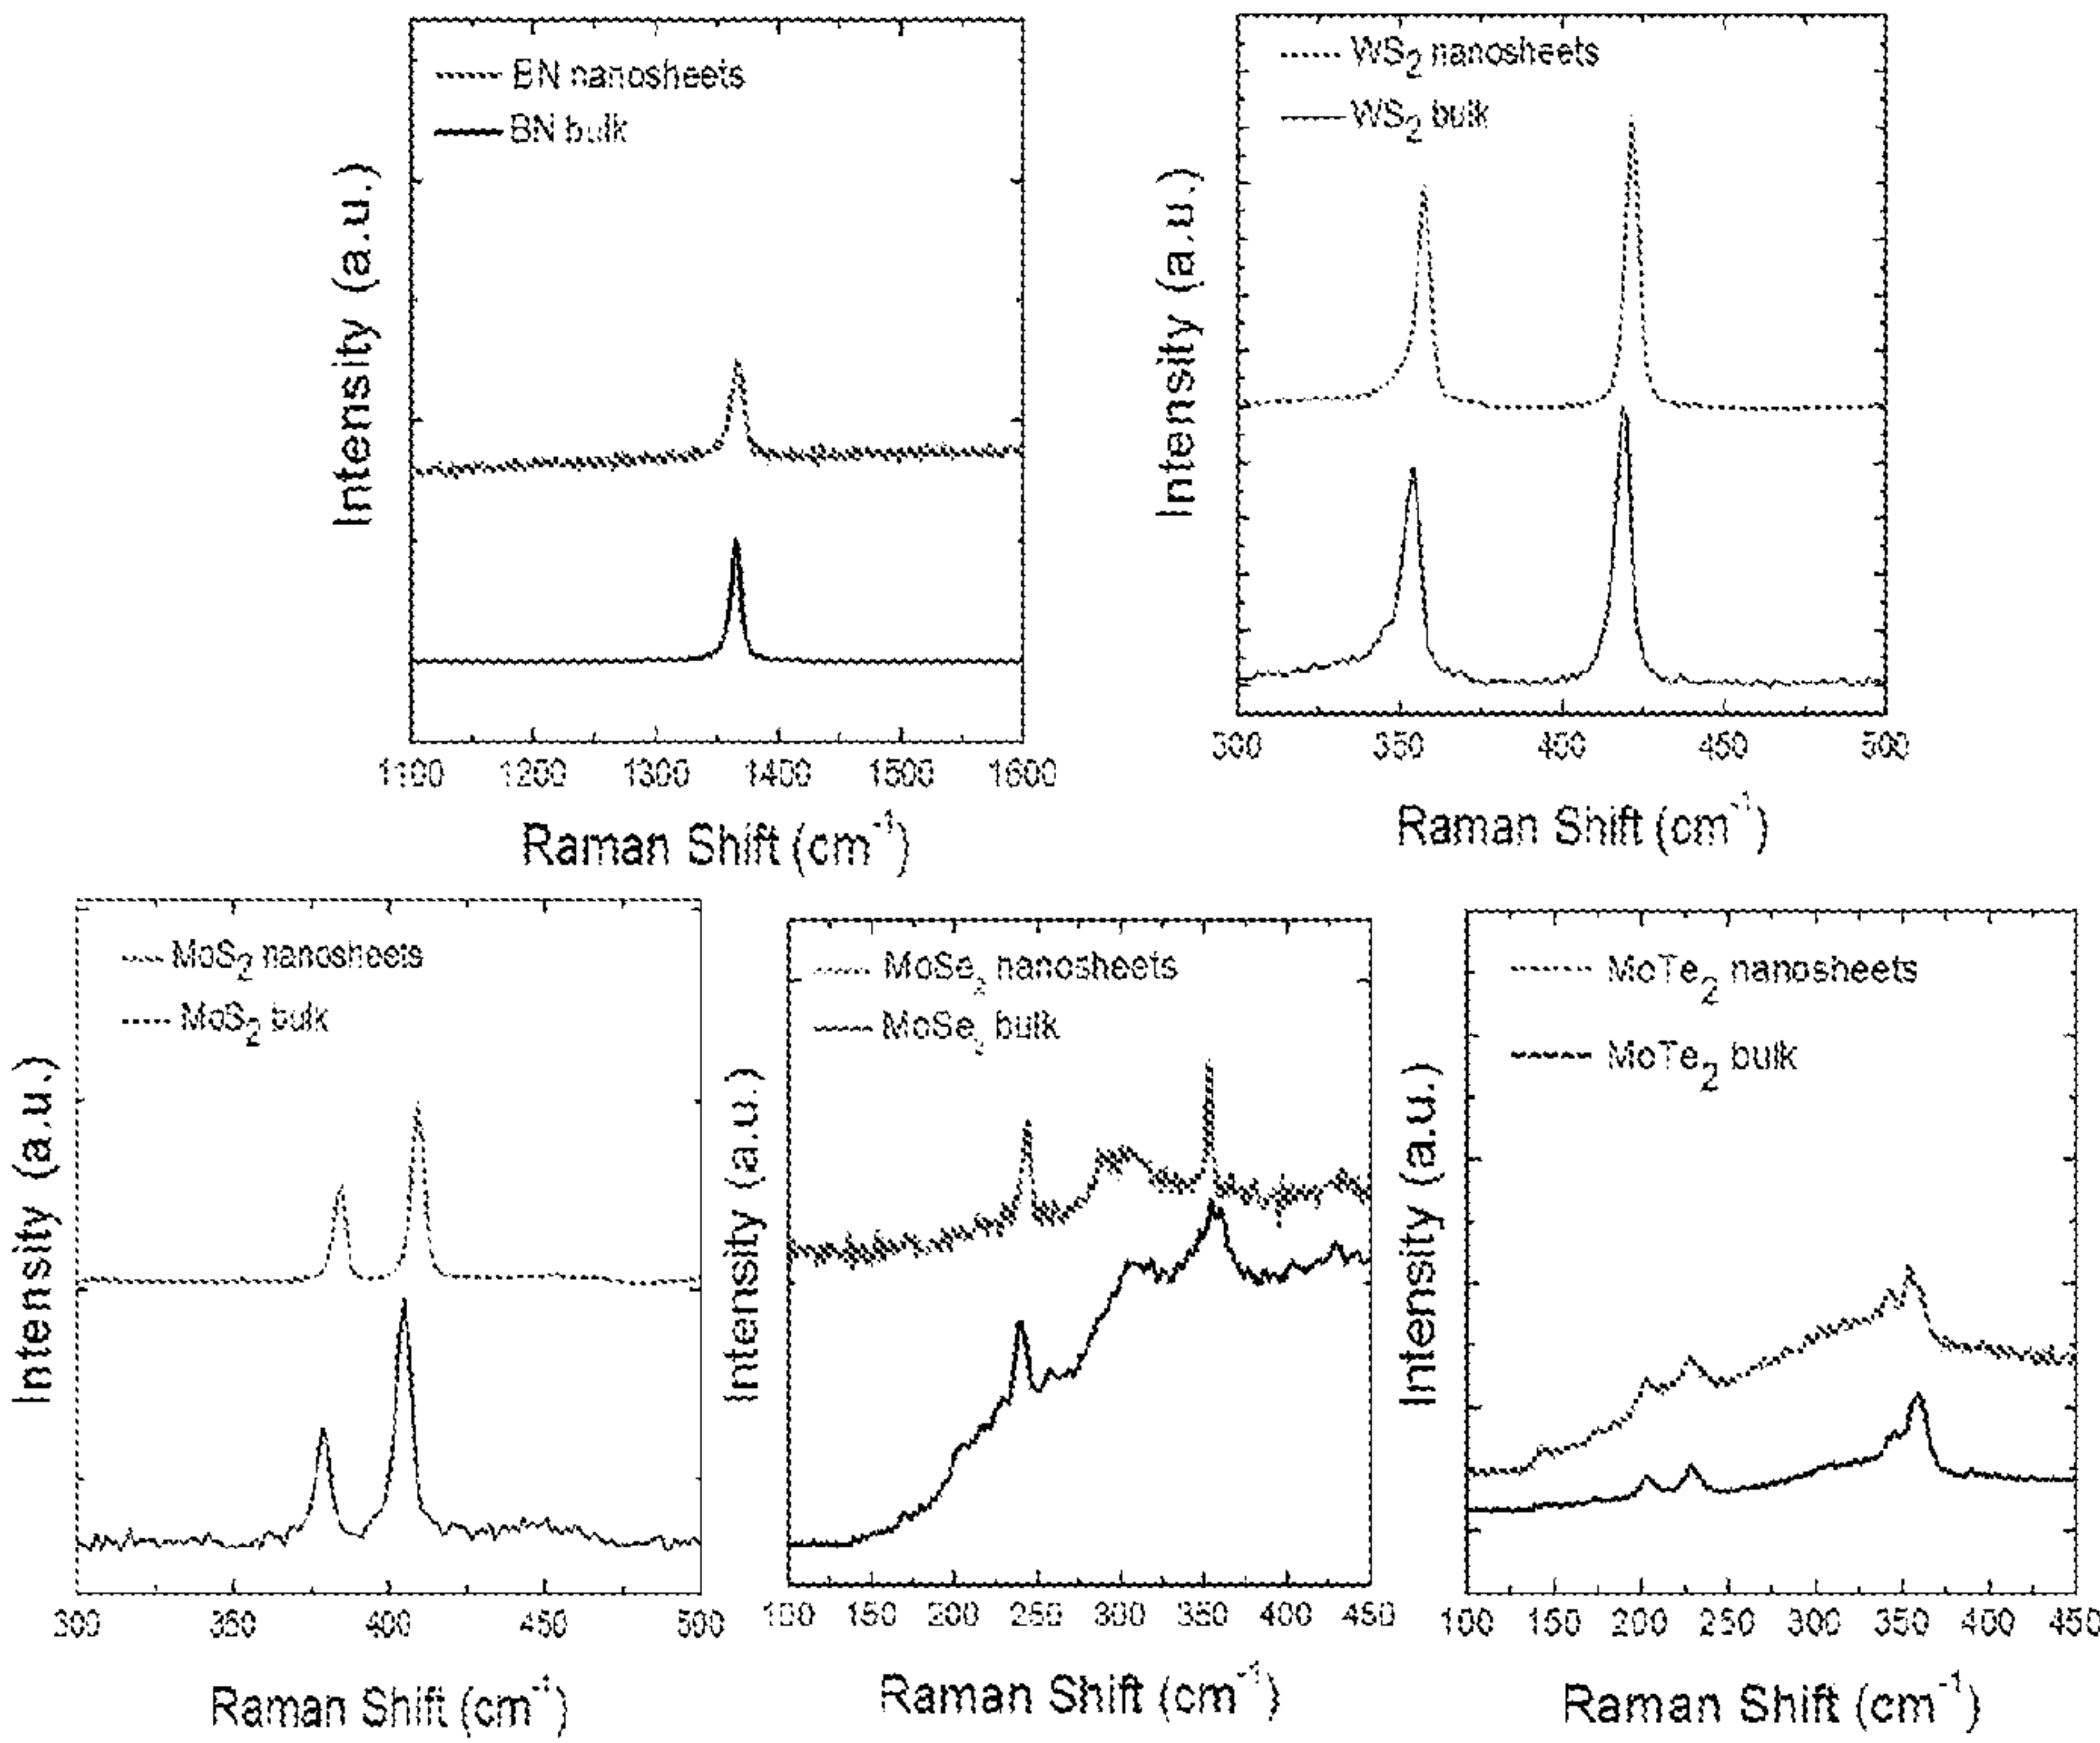 BN nanosheets
BN bulk
Intensity (a.u.)
1100 1200 1300 1400 1500 1600
Raman Shift (cm⁻¹)
WS₂ nanosheets
WS₂ bulk
Intensity (a.u.)
300 350 400 450 500
Raman Shift (cm⁻¹)
MoS₂ nanosheets
MoS₂ bulk
Intensity (a.u.)
300 350 400 450 500
Raman Shift (cm⁻¹)
MoSe₂ nanosheets
MoSe₂ bulk
Intensity (a.u.)
100 150 200 250 300 350 400 450
Raman Shift (cm⁻¹)
MoTe₂ nanosheets
MoTe₂ bulk
Intensity (a.u.)
100 150 200 250 300 350 400 450
Raman Shift (cm⁻¹)